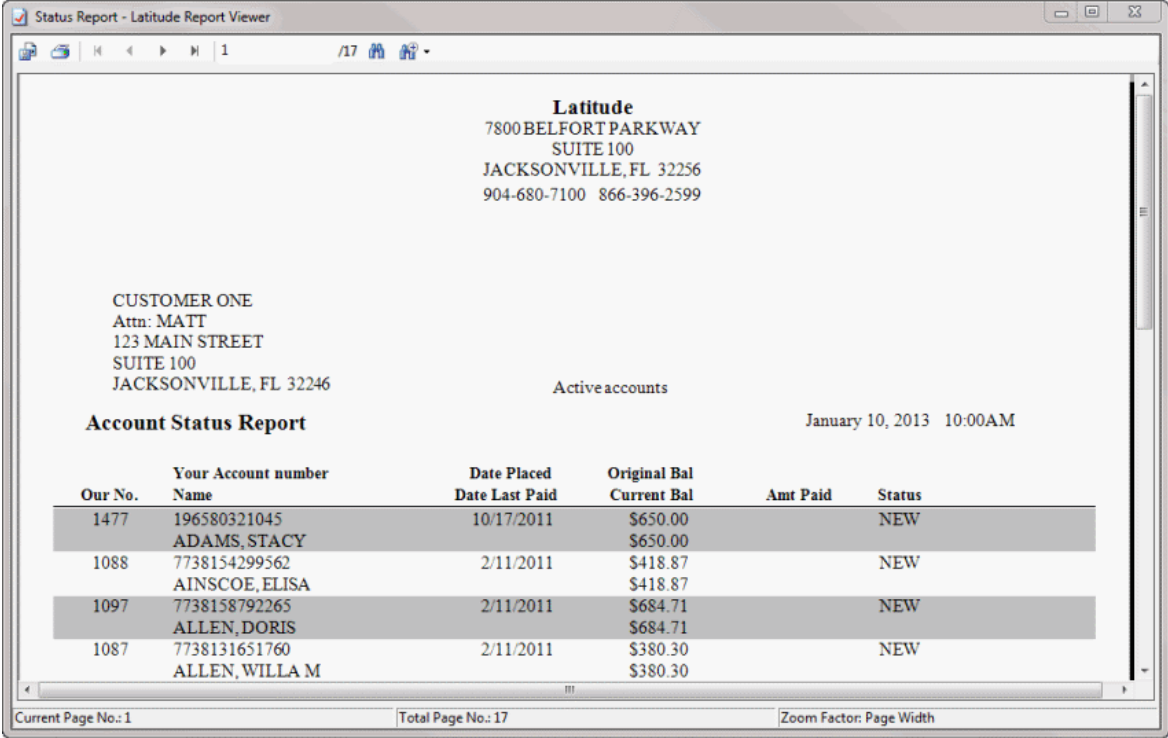 Status Report - Latitude Report Viewer
1 /17
Latitude
7800 BELFORT PARKWAY
SUITE 100
JACKSONVILLE, FL 32256
904-680-7100 866-396-2599
CUSTOMER ONE
Attn: MATT
123 MAIN STREET
SUITE 100
JACKSONVILLE, FL 32246
Active accounts
Account Status Report January 10, 2013 10:00AM
Your Account number Date Placed Original Bal
Our No. Name Date Last Paid Current Bal Amt Paid Status
1477 196580321045 10/17/2011 $650.00 NEW
ADAMS, STACY $650.00
1088 7738154299562 2/11/2011 $418.87 NEW
AINSCOE, ELISA $418.87
1097 7738158792265 2/11/2011 $684.71 NEW
ALLEN, DORIS $684.71
1087 7738131651760 2/11/2011 $380.30 NEW
ALLEN, WILLA M $380.30
Current Page No.: 1 Total Page No.: 17 Zoom Factor: Page Width